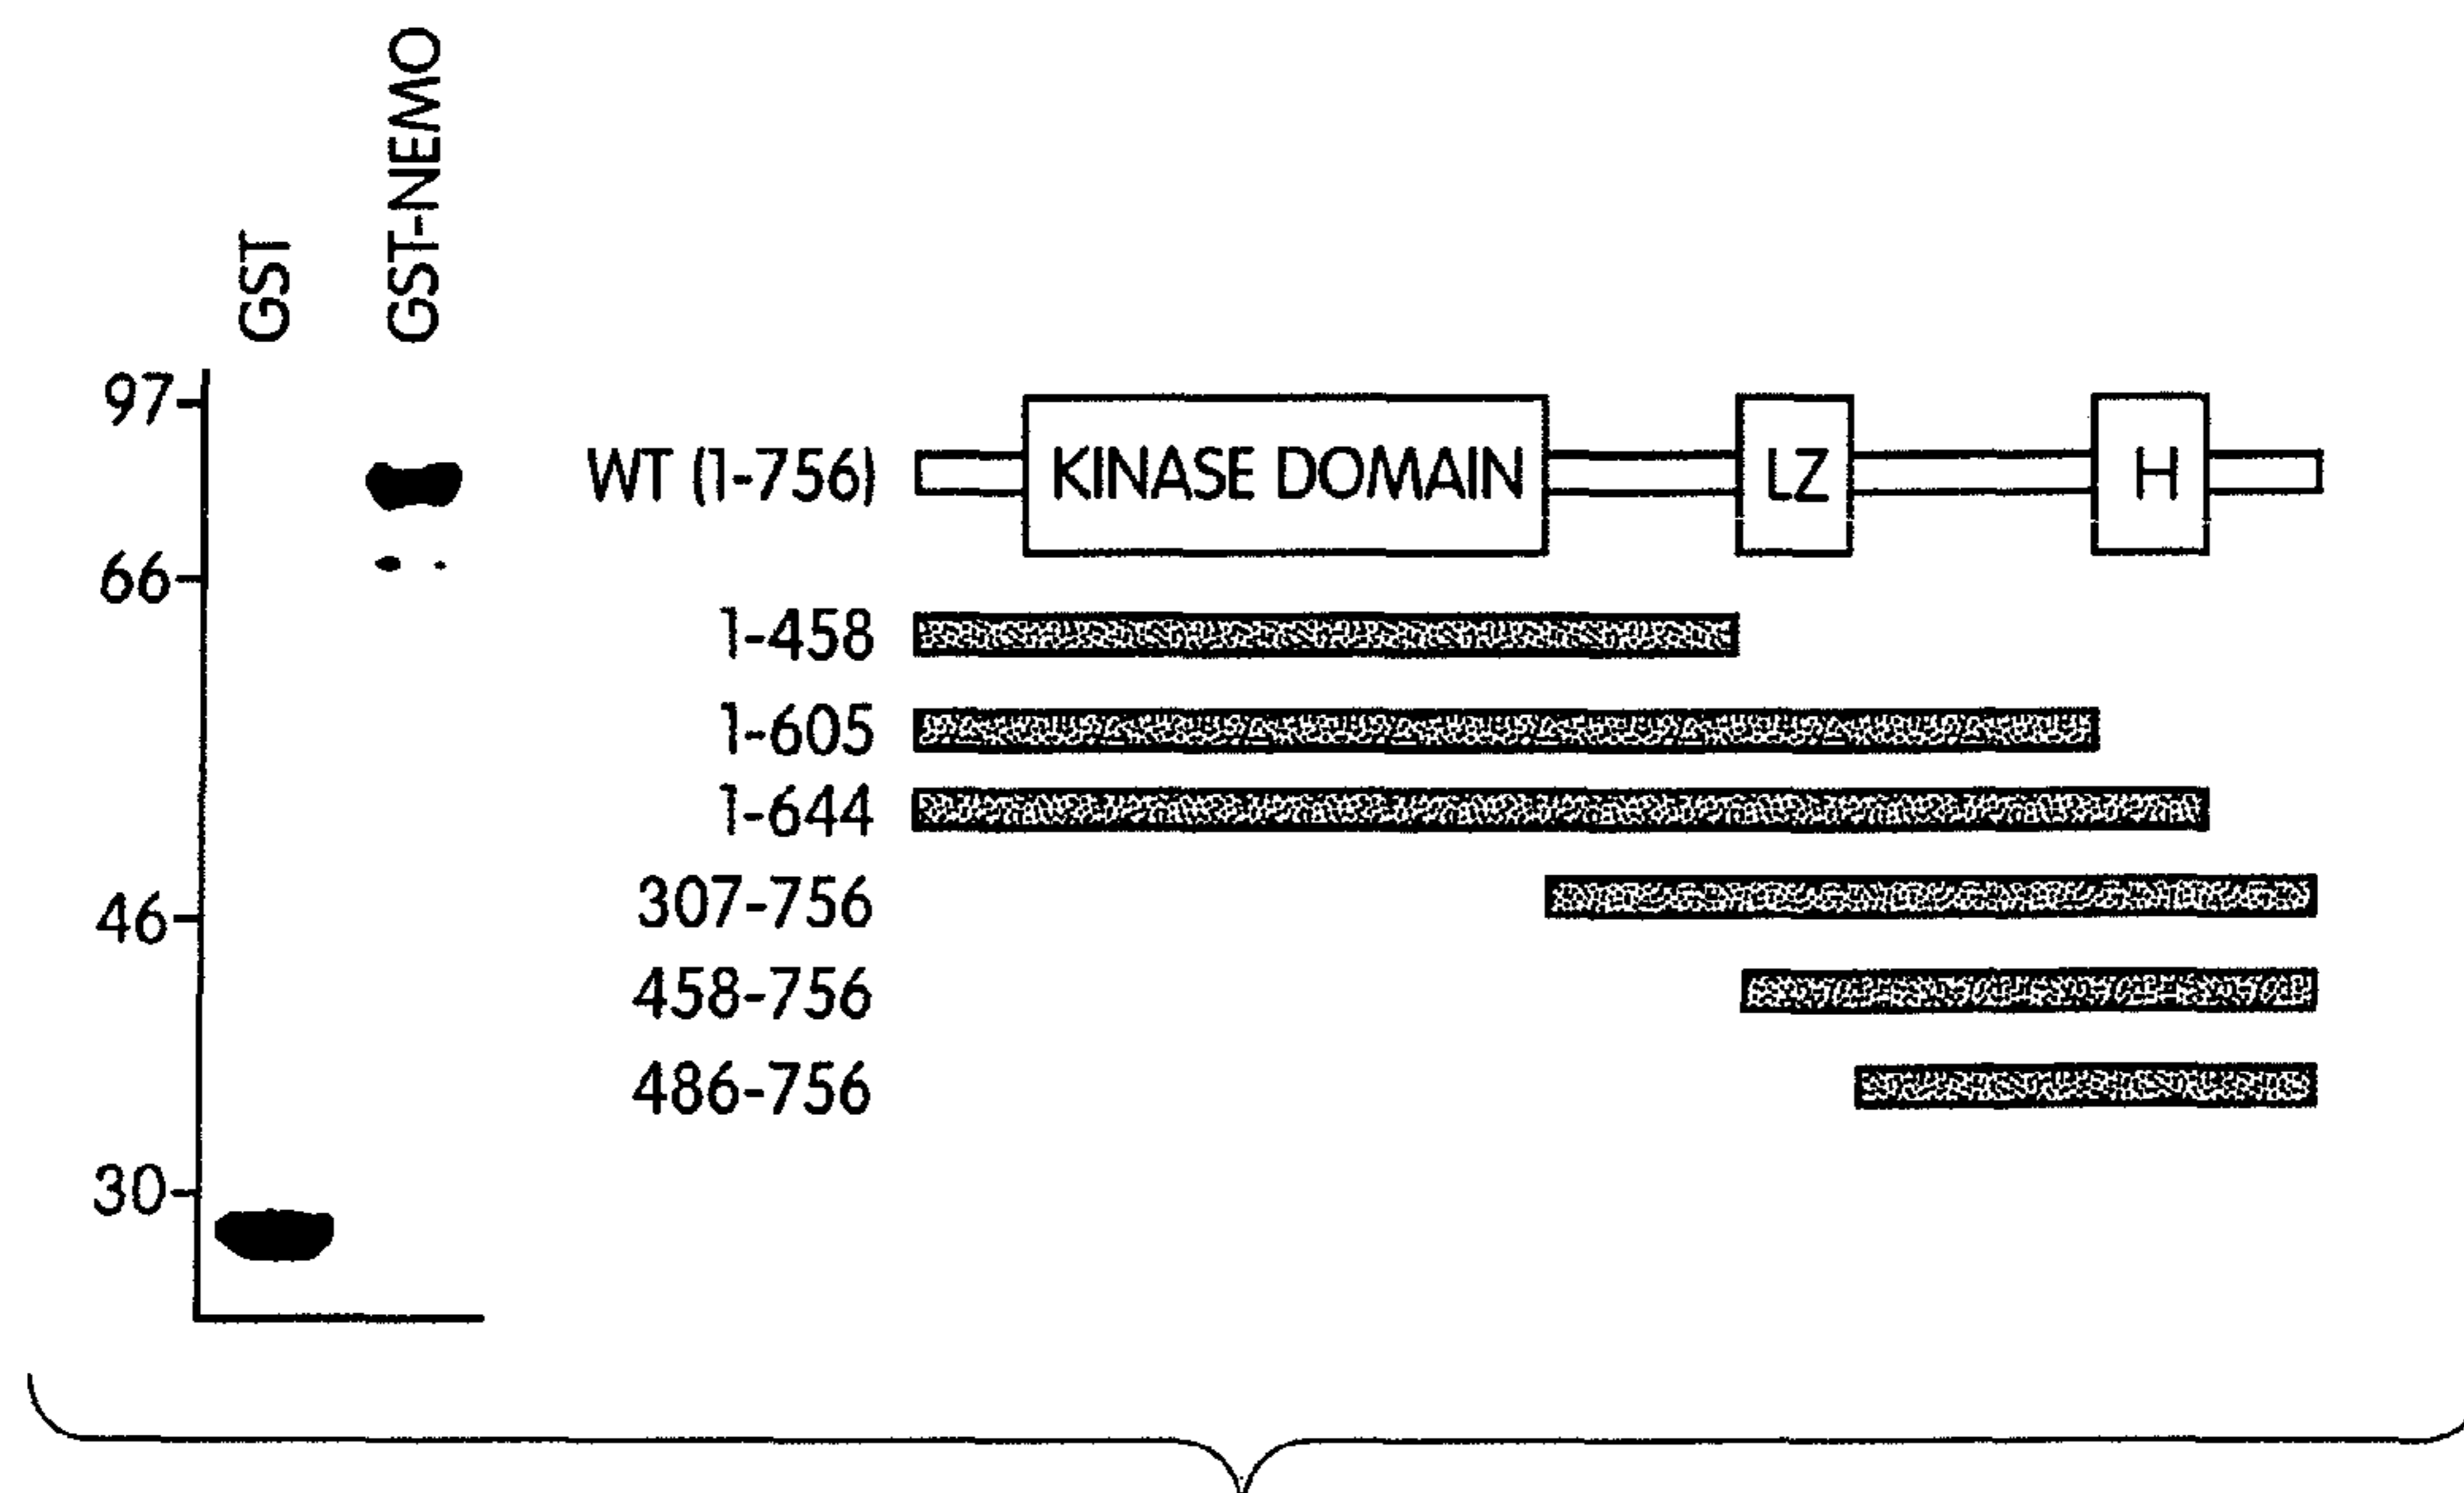 GST
GST-NEMO
97
66
46
30
WT (1-756)
KINASE DOMAIN
LZ
H
1-458
1-605
1-644
307-756
458-756
486-756